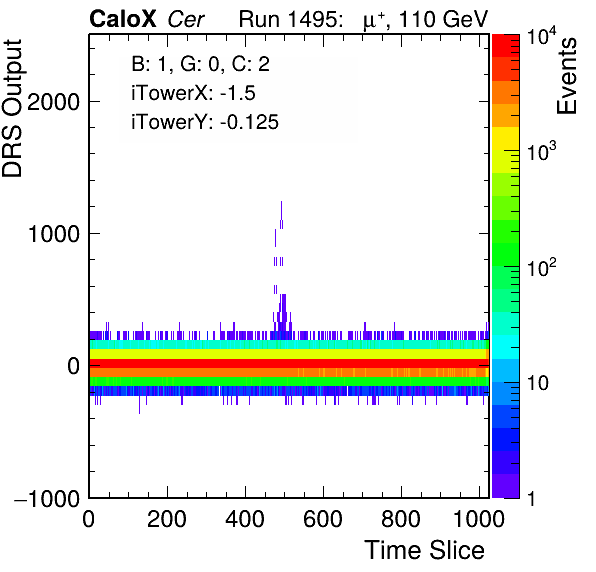 CaloX Cer Run 1495: μ⁺, 110 GeV
B: 1, G: 0, C: 2
iTowerX: -1.5
iTowerY: -0.125
DRS Output
2000
1000
0
−1000
0 200 400 600 800 1000
Time Slice
Events
10⁴
10³
10²
10
1